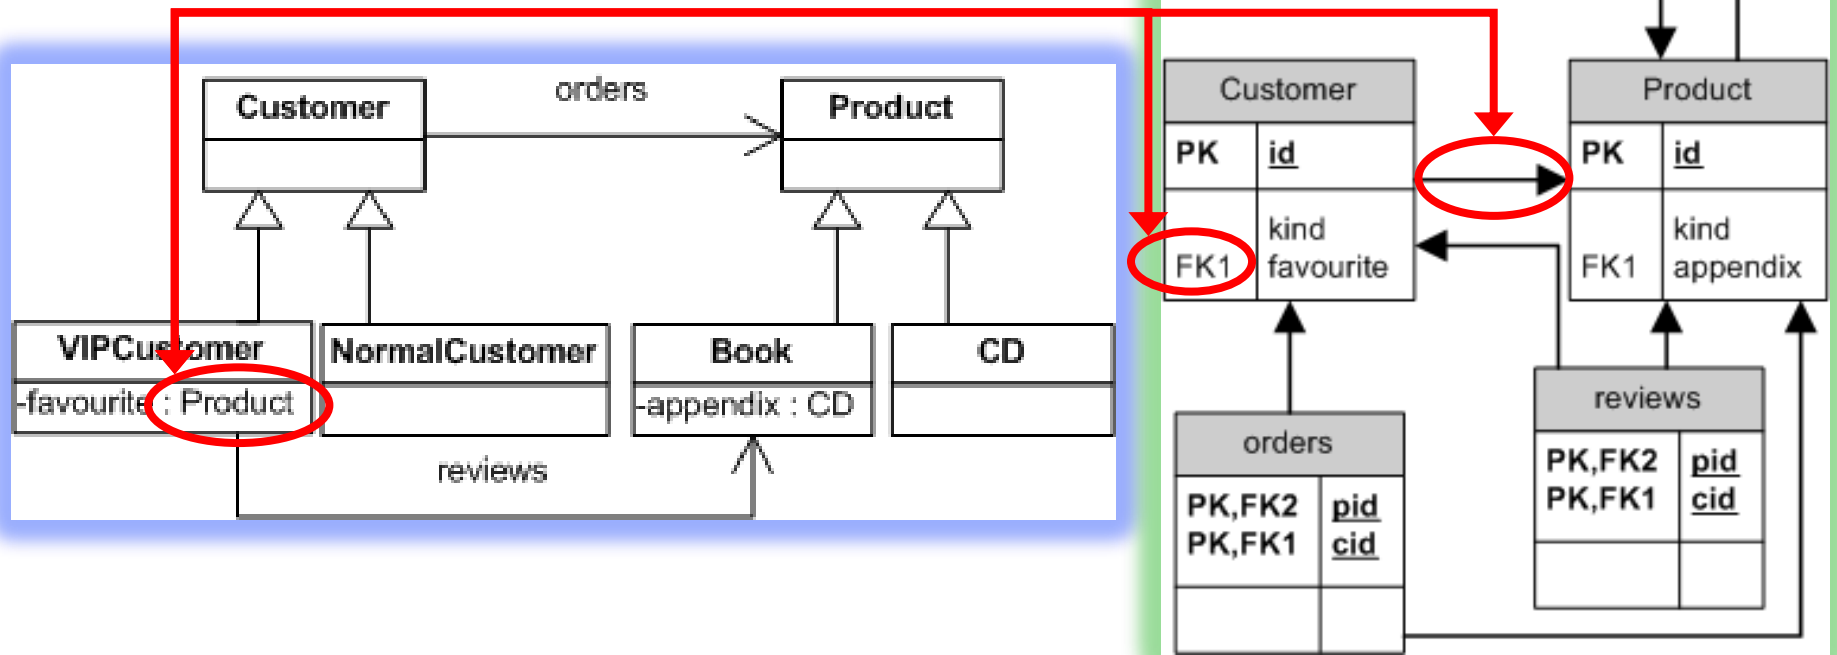 orders
Customer
Product
VIPCustomer
-favourite : Product
NormalCustomer
Book
-appendix : CD
CD
reviews
Customer
PK id
kind
FK1 favourite
Product
PK id
kind
FK1 appendix
orders
PK,FK2 pid
PK,FK1 cid
reviews
PK,FK2 pid
PK,FK1 cid